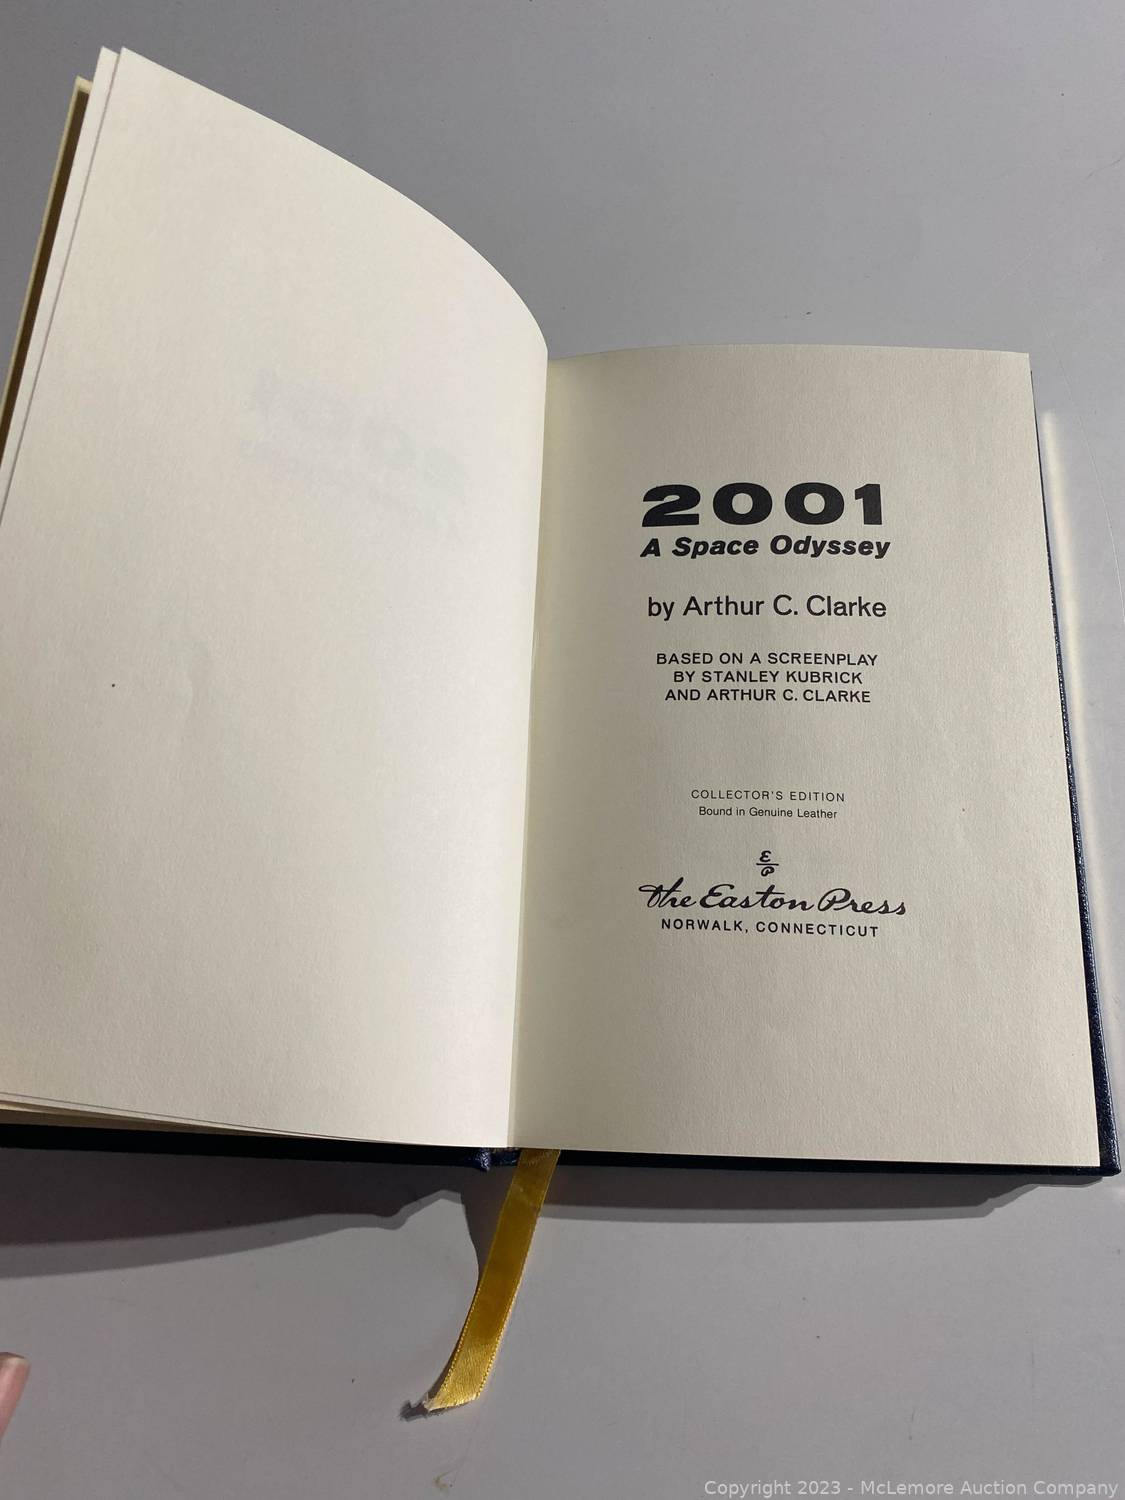 2001
A Space Odyssey
by Arthur C. Clarke
BASED ON A SCREENPLAY
BY STANLEY KUBRICK
AND ARTHUR C. CLARKE
COLLECTOR'S EDITION
Bound in Genuine Leather
E
P
The Easton Press
NORWALK, CONNECTICUT
Copyright 2023 - McLemore Auction Company